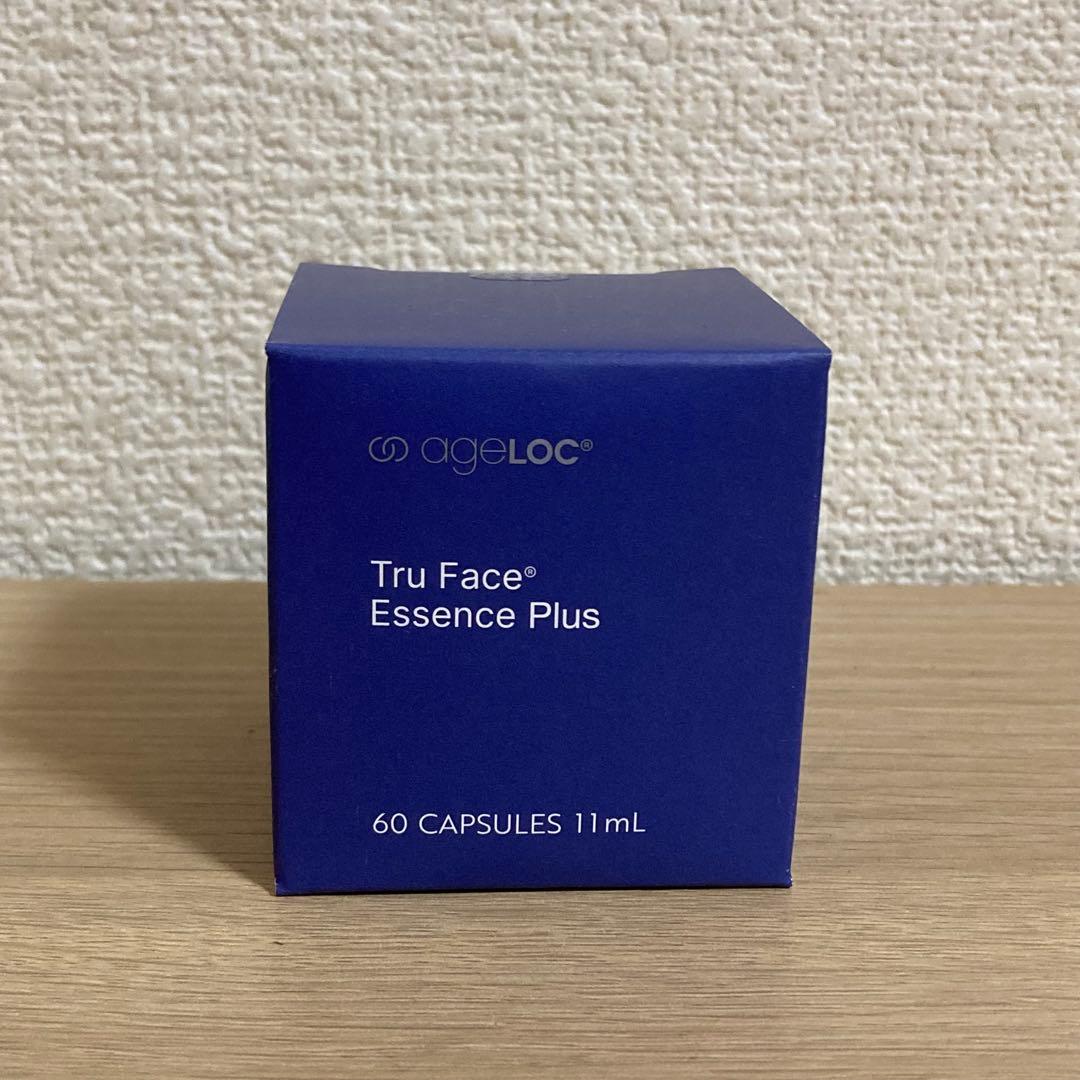 ageLOC®
Tru Face®
Essence Plus
60 CAPSULES 11mL